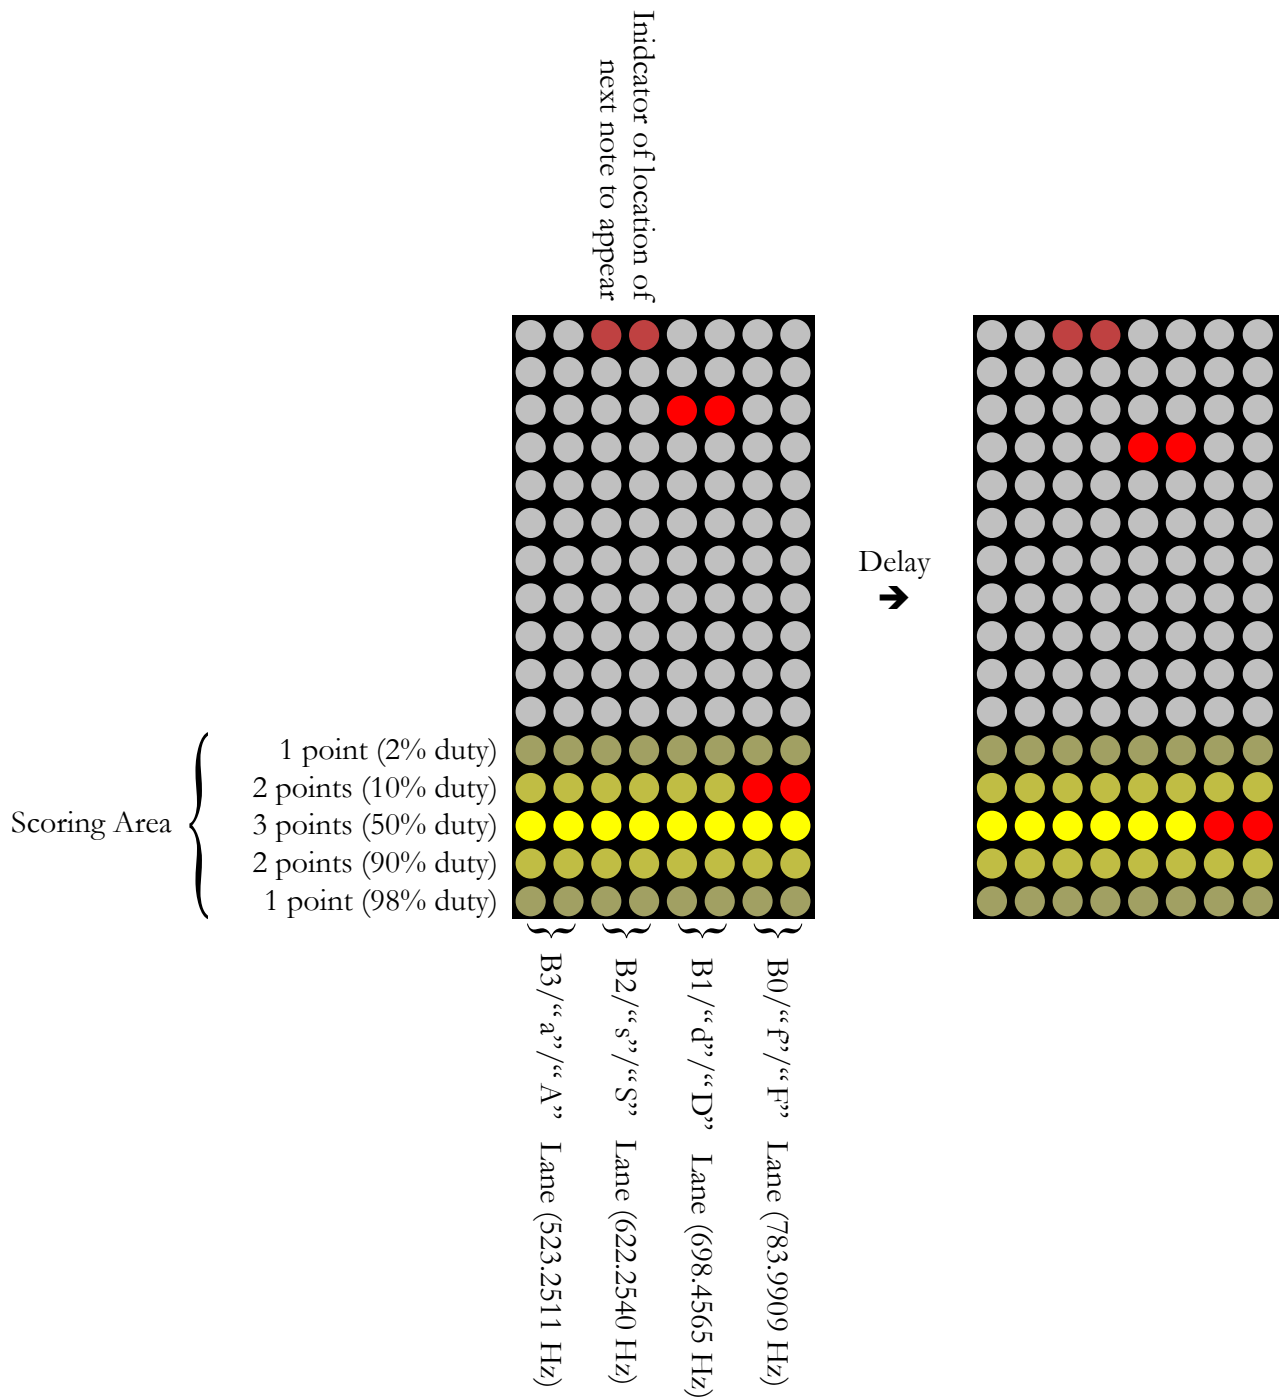 Inidcator of location of
next note to appear
Delay
➔
Scoring Area
1 point (2% duty)
2 points (10% duty)
3 points (50% duty)
2 points (90% duty)
1 point (98% duty)
B3/“a”/“A” Lane (523.2511 Hz)
B2/“s”/“S” Lane (622.2540 Hz)
B1/“d”/“D” Lane (698.4565 Hz)
B0/“f”/“F” Lane (783.9909 Hz)